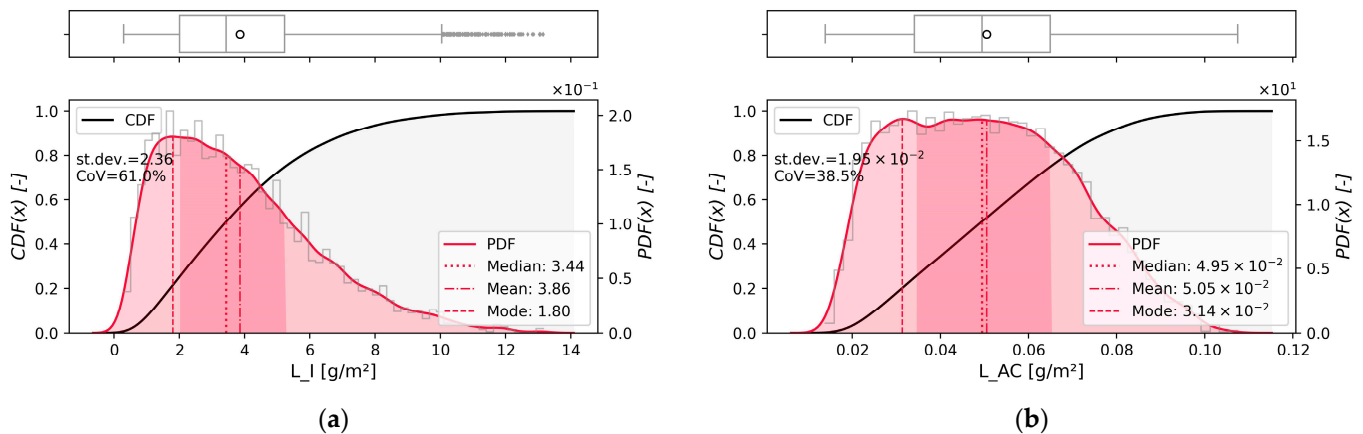 ×10⁻¹
1.0
0.8
0.6
0.4
0.2
0.0
CDF(x) [-]
CDF
st.dev.=2.36
CoV=61.0%
PDF
Median: 3.44
Mean: 3.86
Mode: 1.80
2.0
1.5
1.0
0.5
0.0
PDF(x) [-]
0 2 4 6 8 10 12 14
L_I [g/m²]
(a)
×10¹
1.0
0.8
0.6
0.4
0.2
0.0
CDF(x) [-]
CDF
st.dev.=1.95 × 10⁻²
CoV=38.5%
PDF
Median: 4.95 × 10⁻²
Mean: 5.05 × 10⁻²
Mode: 3.14 × 10⁻²
1.5
1.0
0.5
0.0
PDF(x) [-]
0.02 0.04 0.06 0.08 0.10 0.12
L_AC [g/m²]
(b)